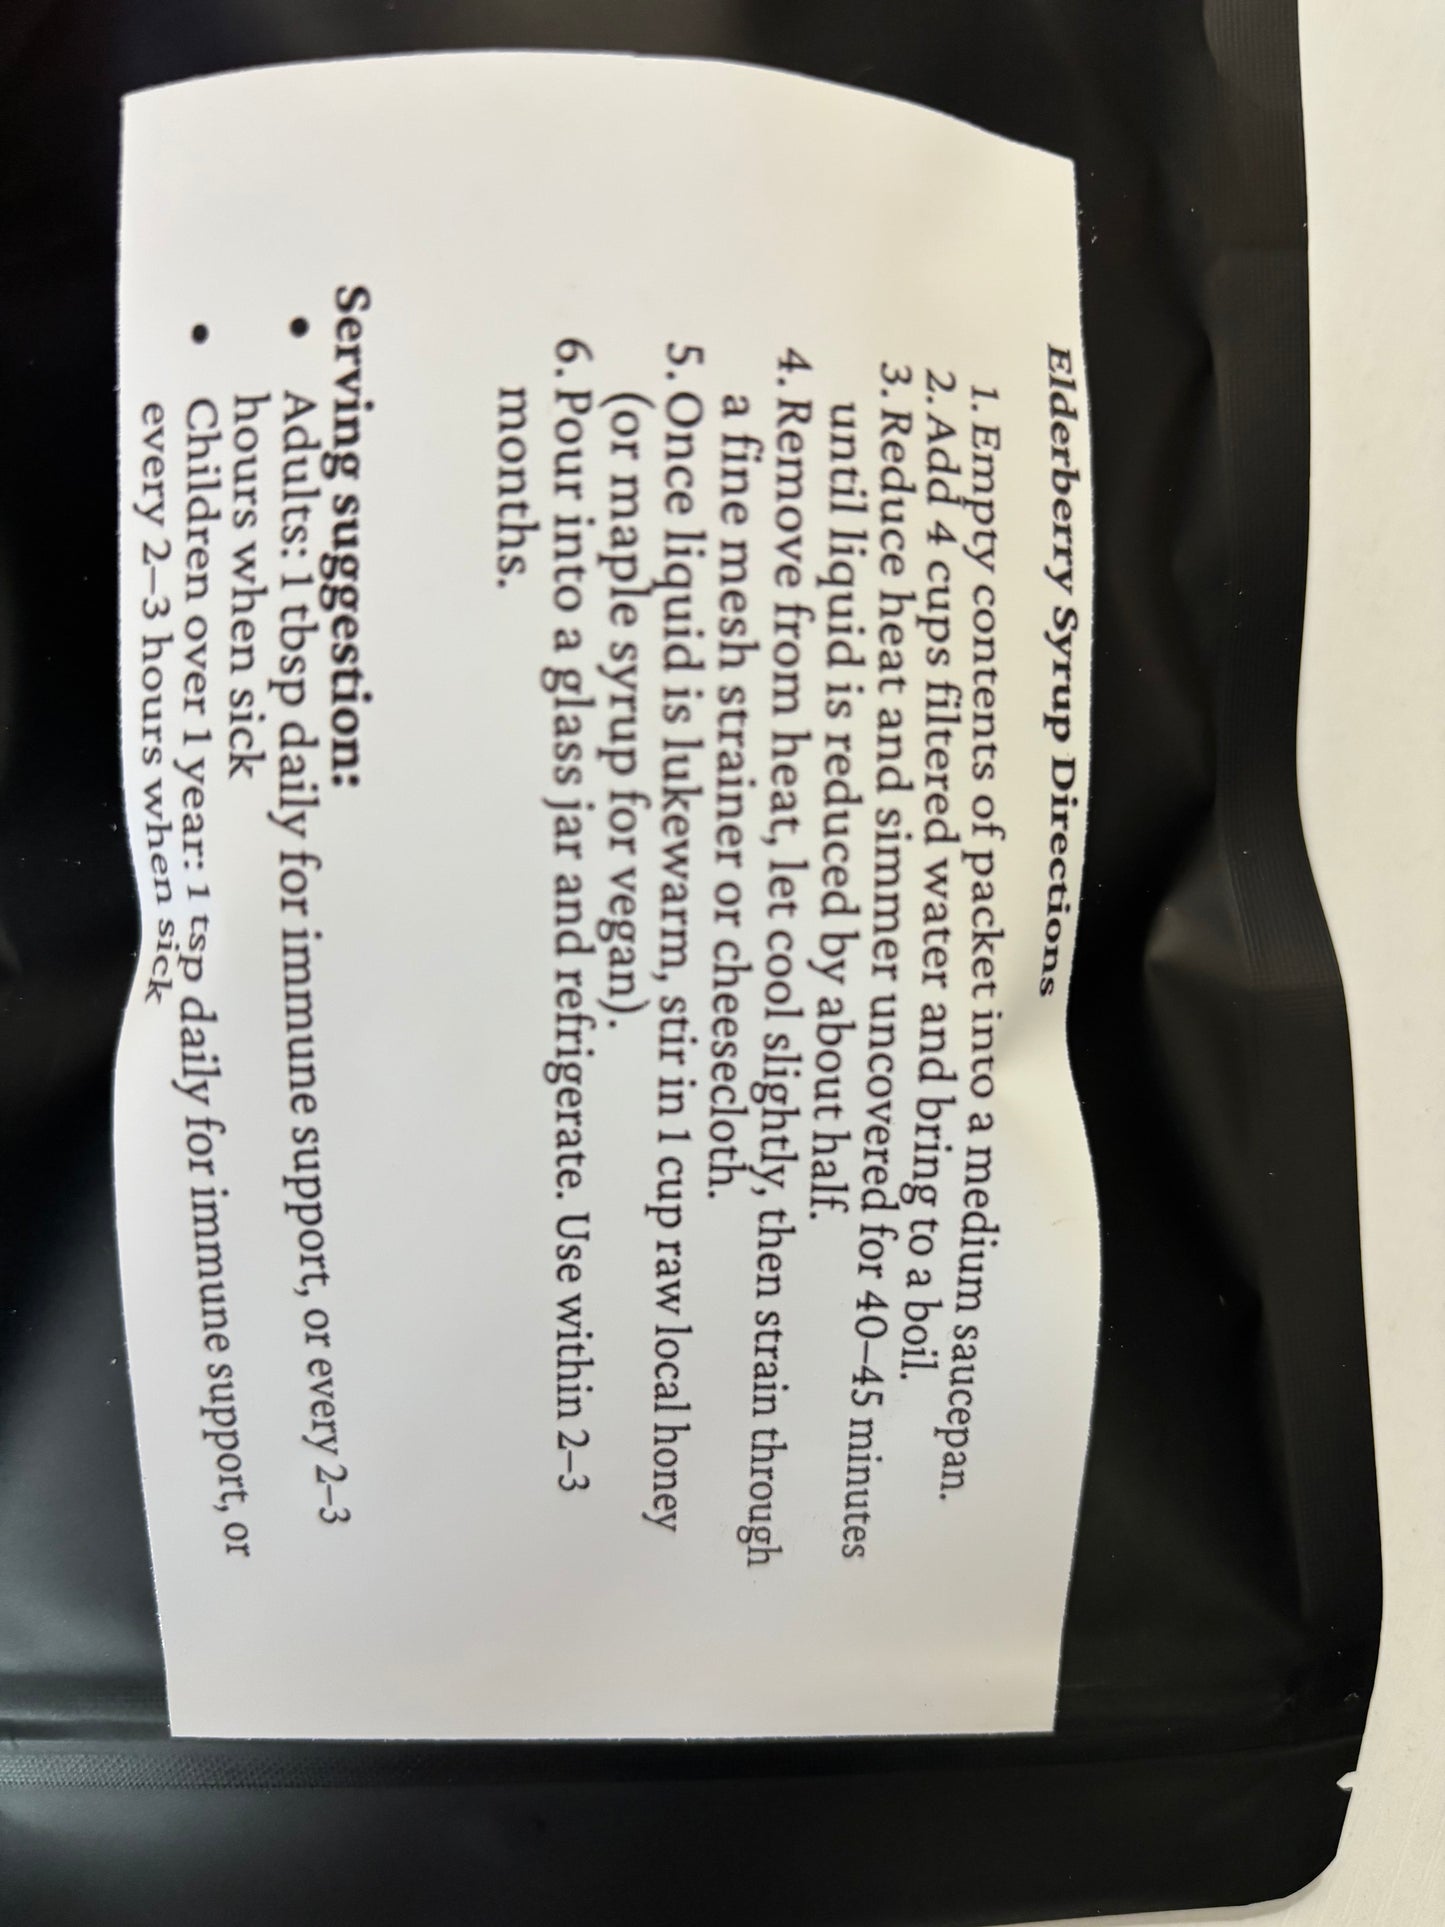 Elderberry Syrup Directions
1. Empty contents of packet into a medium saucepan.
2. Add 4 cups filtered water and bring to a boil.
3. Reduce heat and simmer uncovered for 40–45 minutes
until liquid is reduced by about half.
4. Remove from heat, let cool slightly, then strain through
a fine mesh strainer or cheesecloth.
5. Once liquid is lukewarm, stir in 1 cup raw local honey
(or maple syrup for vegan).
6. Pour into a glass jar and refrigerate. Use within 2–3
months.
Serving suggestion:
• Adults: 1 tbsp daily for immune support, or every 2–3
hours when sick
• Children over 1 year: 1 tsp daily for immune support, or
every 2–3 hours when sick